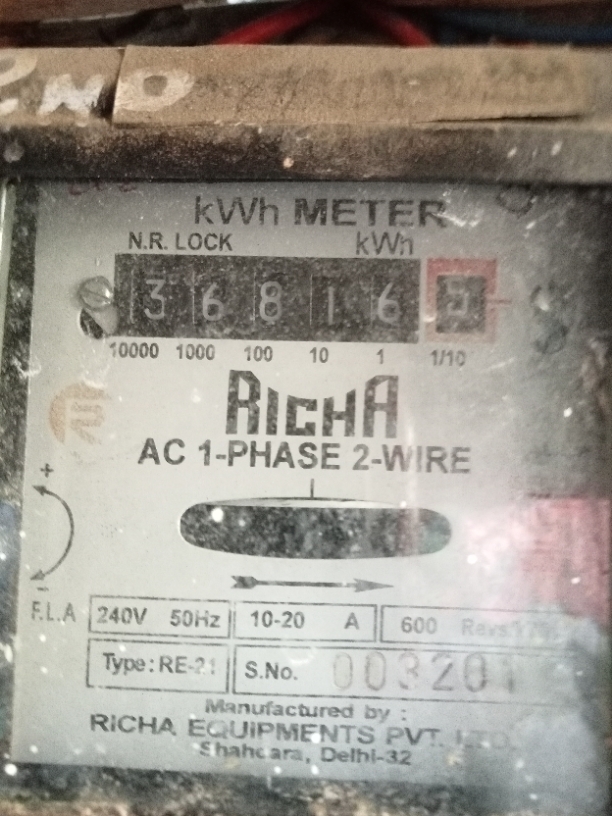 2ND
kWh METER
N.R. LOCK kWh
3 6 8 1 6 5
10000 1000 100 10 1 1/10
RICHA
AC 1-PHASE 2-WIRE
+
-
F.L.A 240V 50Hz 10-20 A 600
Type: RE-21 S.No. 003201
Manufactured by :
RICHA EQUIPMENTS PVT. LTD
Shahdara, Delhi-32